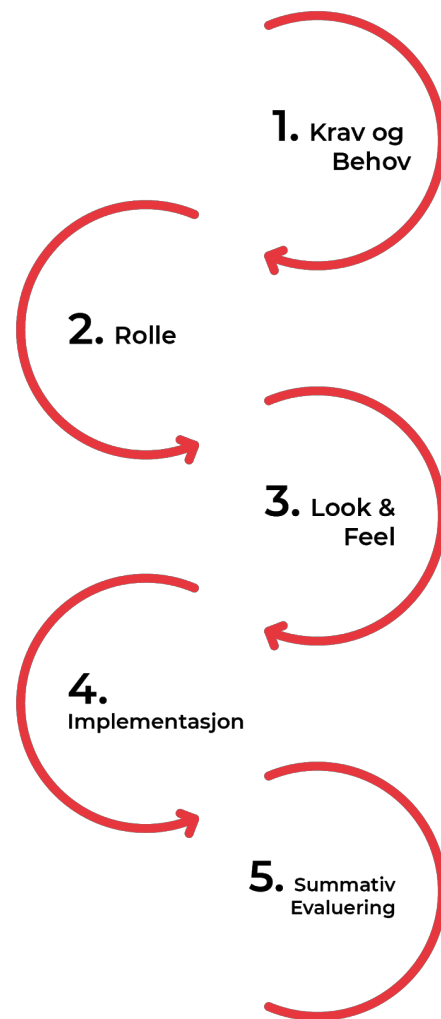 1. Krav og
Behov
2. Rolle
3. Look &
Feel
4.
Implementasjon
5. Summativ
Evaluering